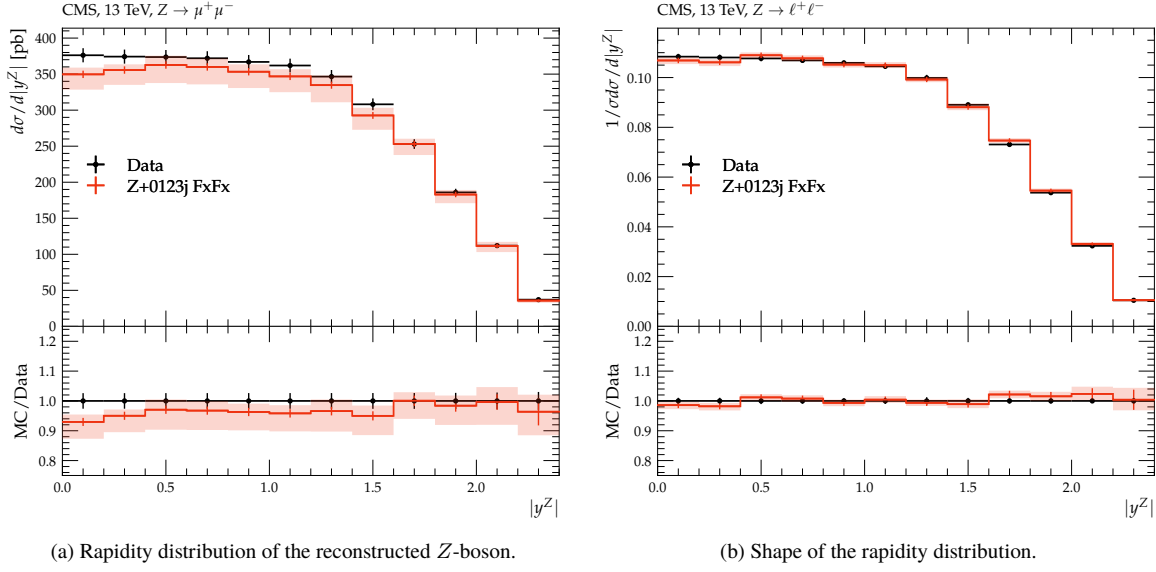 CMS, 13 TeV, Z → μ⁺μ⁻
dσ/d|y^Z| [pb]
400
350
300
250
200
150
100
50
0
Data
Z+0123j FxFx
MC/Data
1.2
1.1
1.0
0.9
0.8
0.0 0.5 1.0 1.5 2.0
|y^Z|
(a) Rapidity distribution of the reconstructed Z-boson.
CMS, 13 TeV, Z → ℓ⁺ℓ⁻
1/σdσ/d|y^Z|
0.10
0.08
0.06
0.04
0.02
0.00
Data
Z+0123j FxFx
MC/Data
1.2
1.1
1.0
0.9
0.8
0.0 0.5 1.0 1.5 2.0
|y^Z|
(b) Shape of the rapidity distribution.